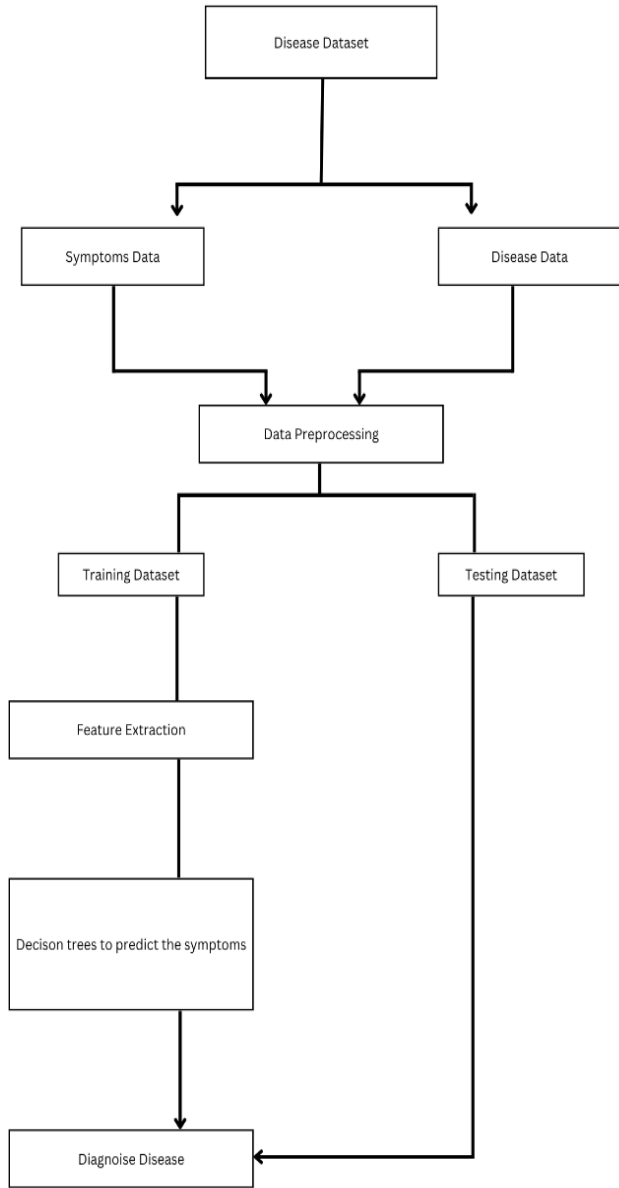 Disease Dataset
Symptoms Data
Disease Data
Data Preprocessing
Training Dataset
Testing Dataset
Feature Extraction
Decison trees to predict the symptoms
Diagnoise Disease